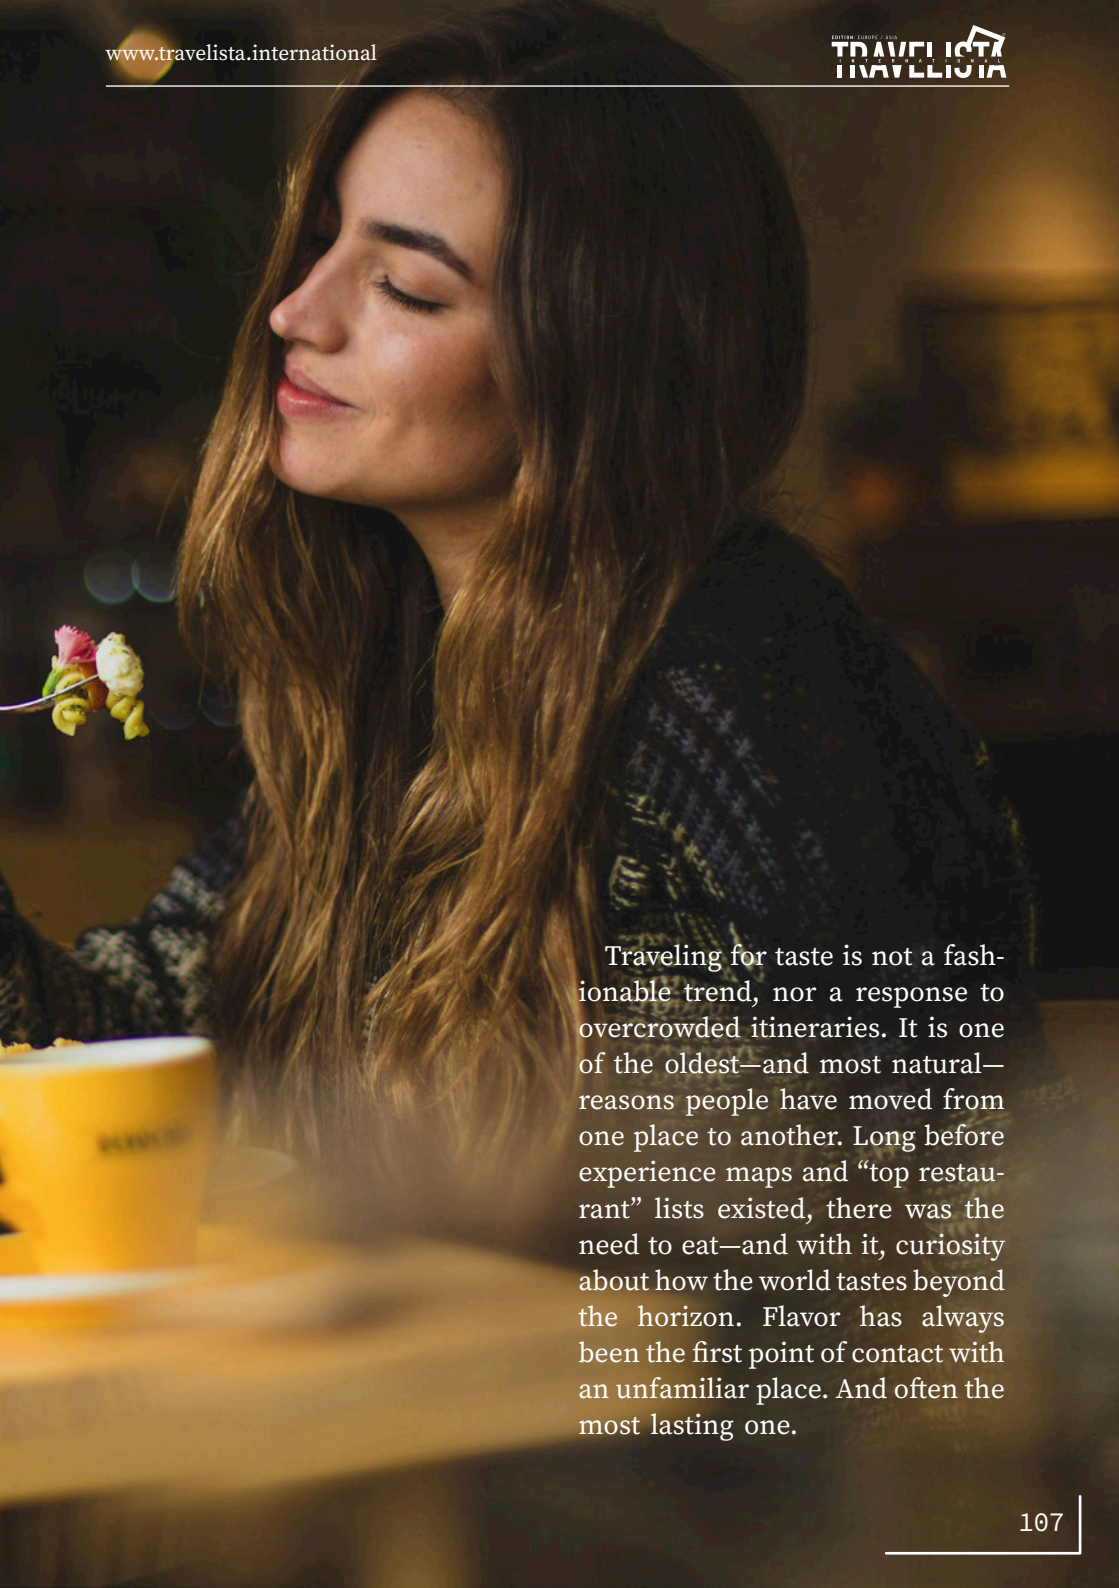 www.travelista.international
EDITION: EUROPE / ASIA
TRAVELISTA
INTERNATIONAL
Traveling for taste is not a fash-
ionable trend, nor a response to
overcrowded itineraries. It is one
of the oldest—and most natural—
reasons people have moved from
one place to another. Long before
experience maps and “top restau-
rant” lists existed, there was the
need to eat—and with it, curiosity
about how the world tastes beyond
the horizon. Flavor has always
been the first point of contact with
an unfamiliar place. And often the
most lasting one.
107